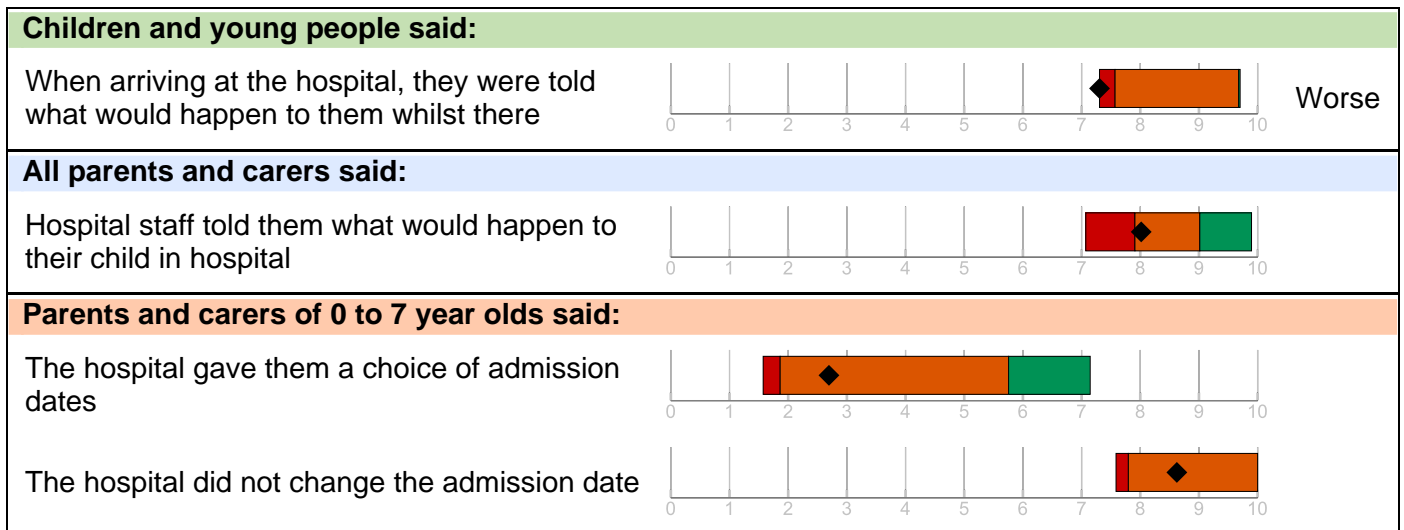 Children and young people said:
When arriving at the hospital, they were told
what would happen to them whilst there
0 1 2 3 4 5 6 7 8 9 10
Worse
All parents and carers said:
Hospital staff told them what would happen to
their child in hospital
0 1 2 3 4 5 6 7 8 9 10
Parents and carers of 0 to 7 year olds said:
The hospital gave them a choice of admission
dates
0 1 2 3 4 5 6 7 8 9 10
The hospital did not change the admission date
0 1 2 3 4 5 6 7 8 9 10